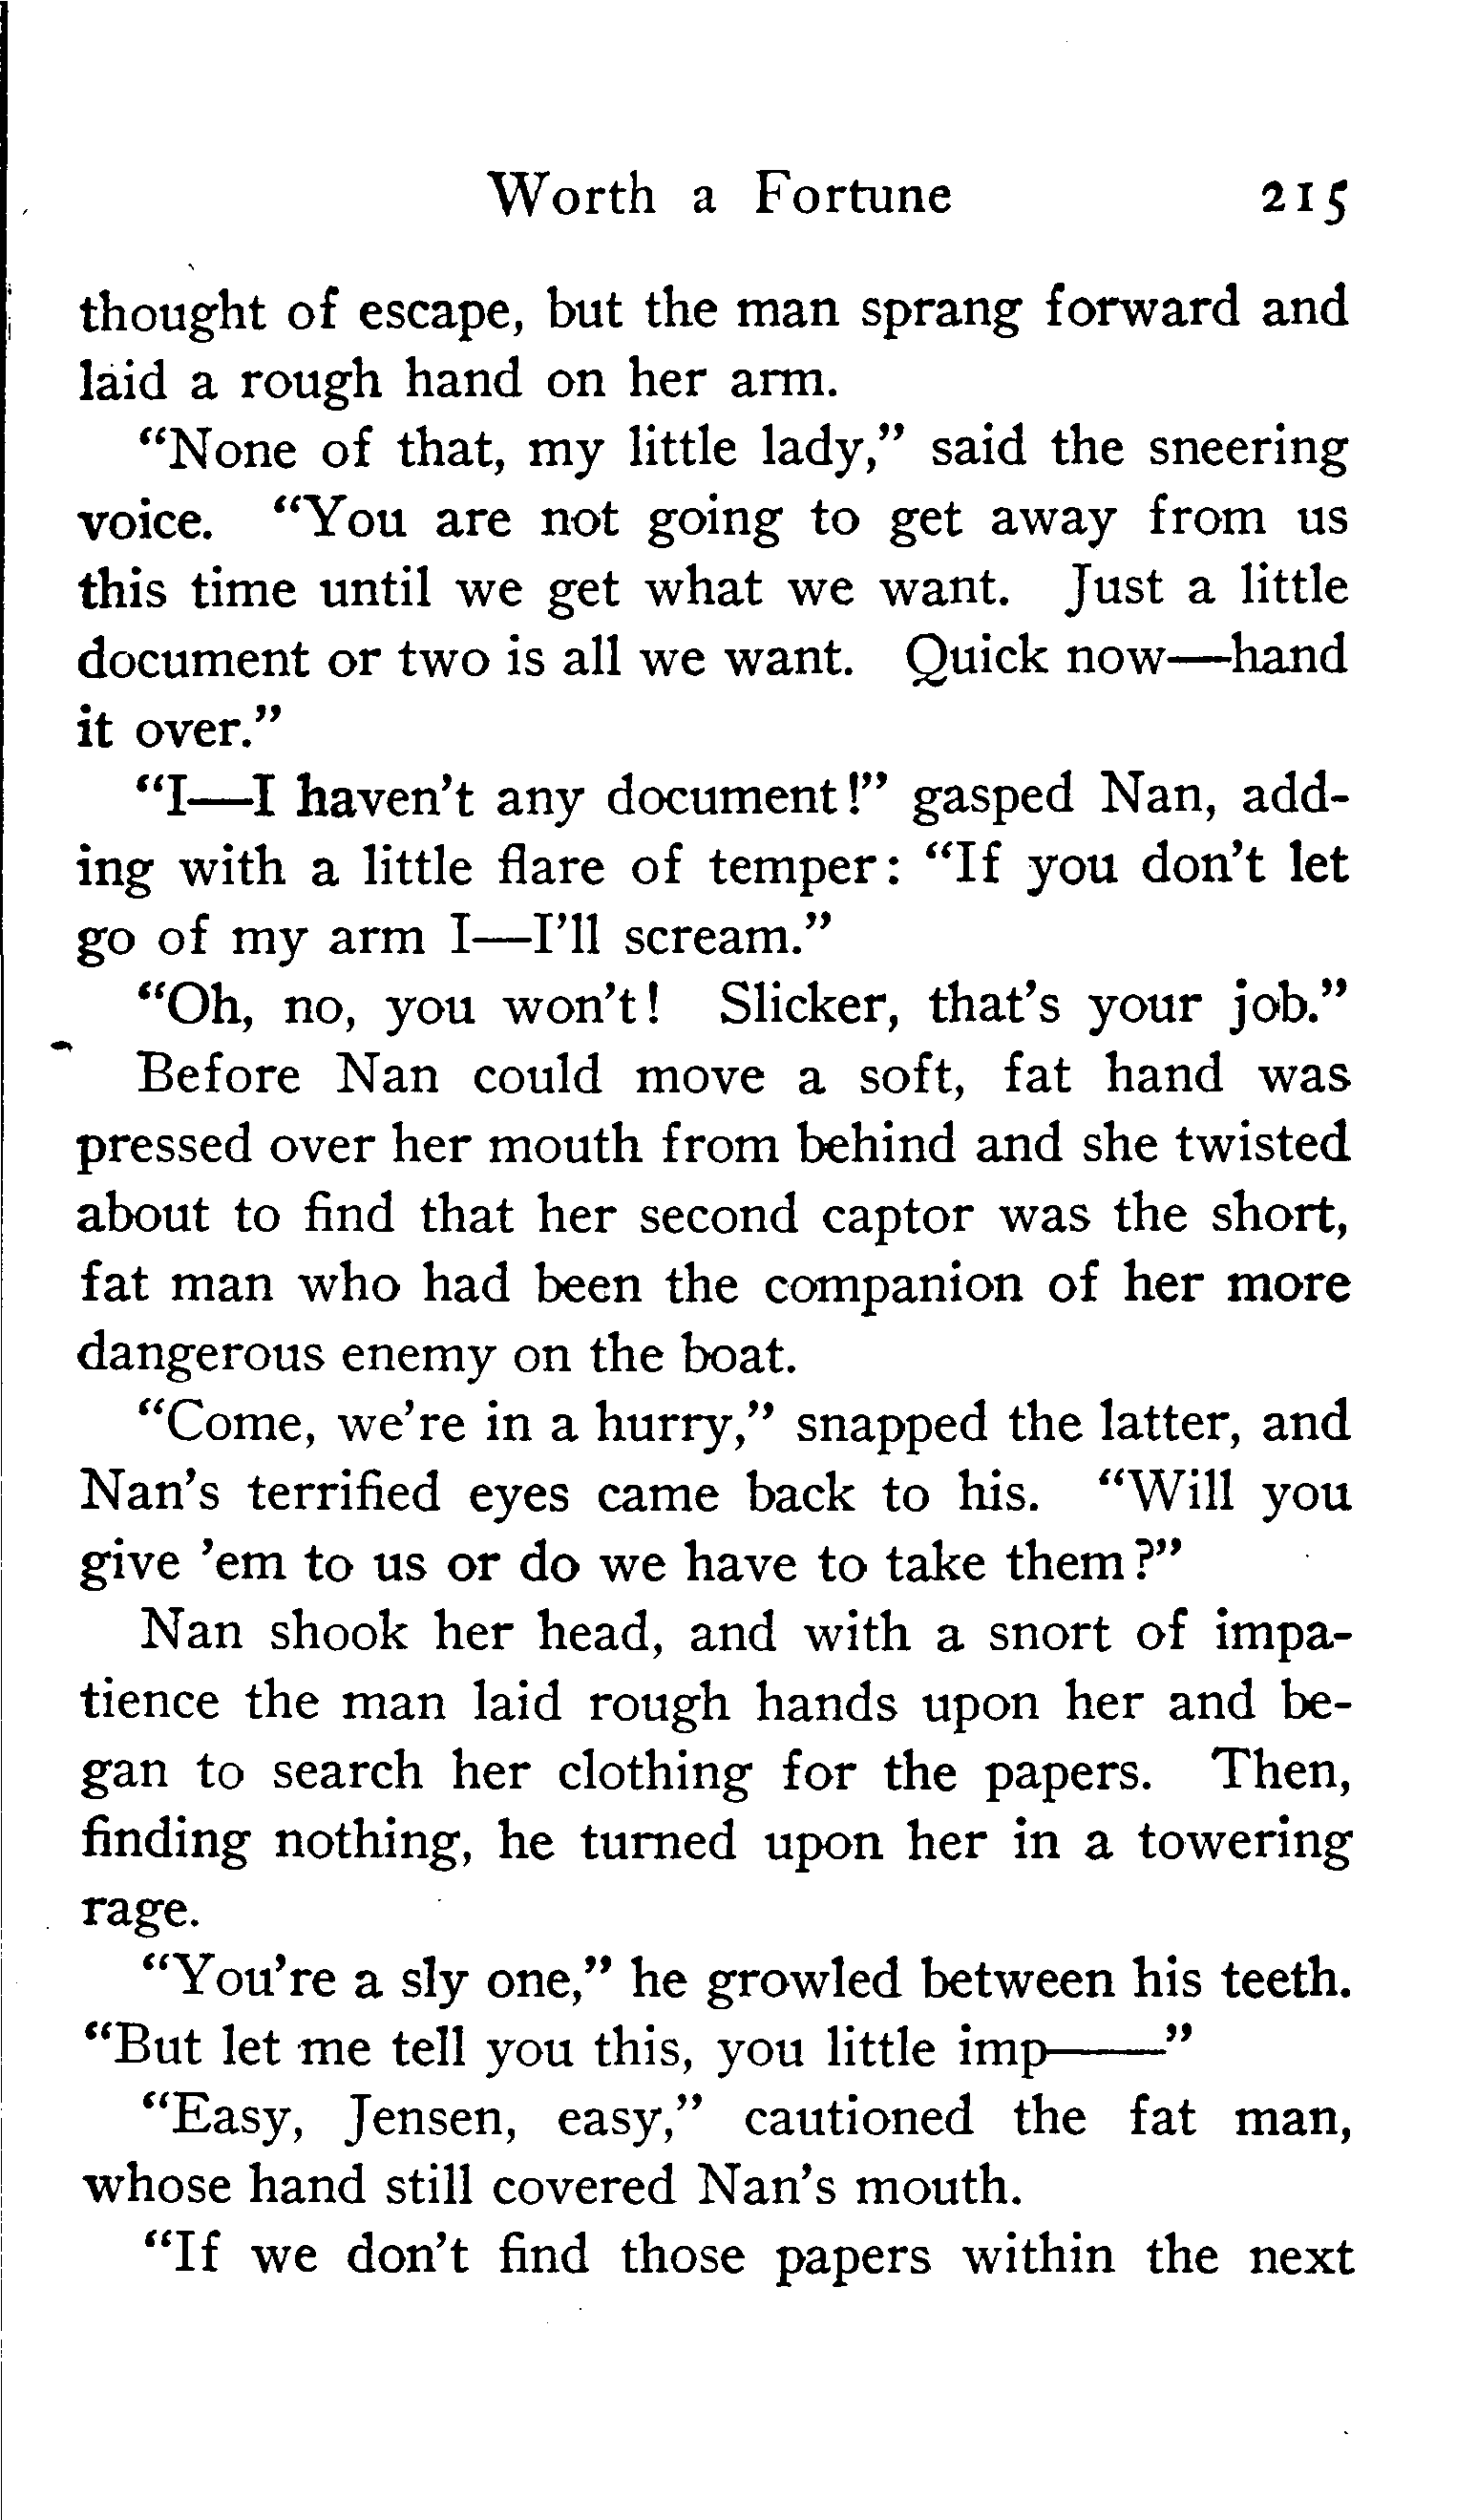 Worth a Fortune 215
thought of escape, but the man sprang forward and
laid a rough hand on her arm.
"None of that, my little lady," said the sneering
voice. "You are not going to get away from us
this time until we get what we want. Just a little
document or two is all we want. Quick now—hand
it over."
"I—I haven't any document!" gasped Nan, add-
ing with a little flare of temper: "If you don't let
go of my arm I—I'll scream."
"Oh, no, you won't! Slicker, that's your job."
Before Nan could move a soft, fat hand was
pressed over her mouth from behind and she twisted
about to find that her second captor was the short,
fat man who had been the companion of her more
dangerous enemy on the boat.
"Come, we're in a hurry," snapped the latter, and
Nan's terrified eyes came back to his. "Will you
give 'em to us or do we have to take them?"
Nan shook her head, and with a snort of impa-
tience the man laid rough hands upon her and be-
gan to search her clothing for the papers. Then,
finding nothing, he turned upon her in a towering
rage.
"You're a sly one," he growled between his teeth.
"But let me tell you this, you little imp——"
"Easy, Jensen, easy," cautioned the fat man,
whose hand still covered Nan's mouth.
"If we don't find those papers within the next